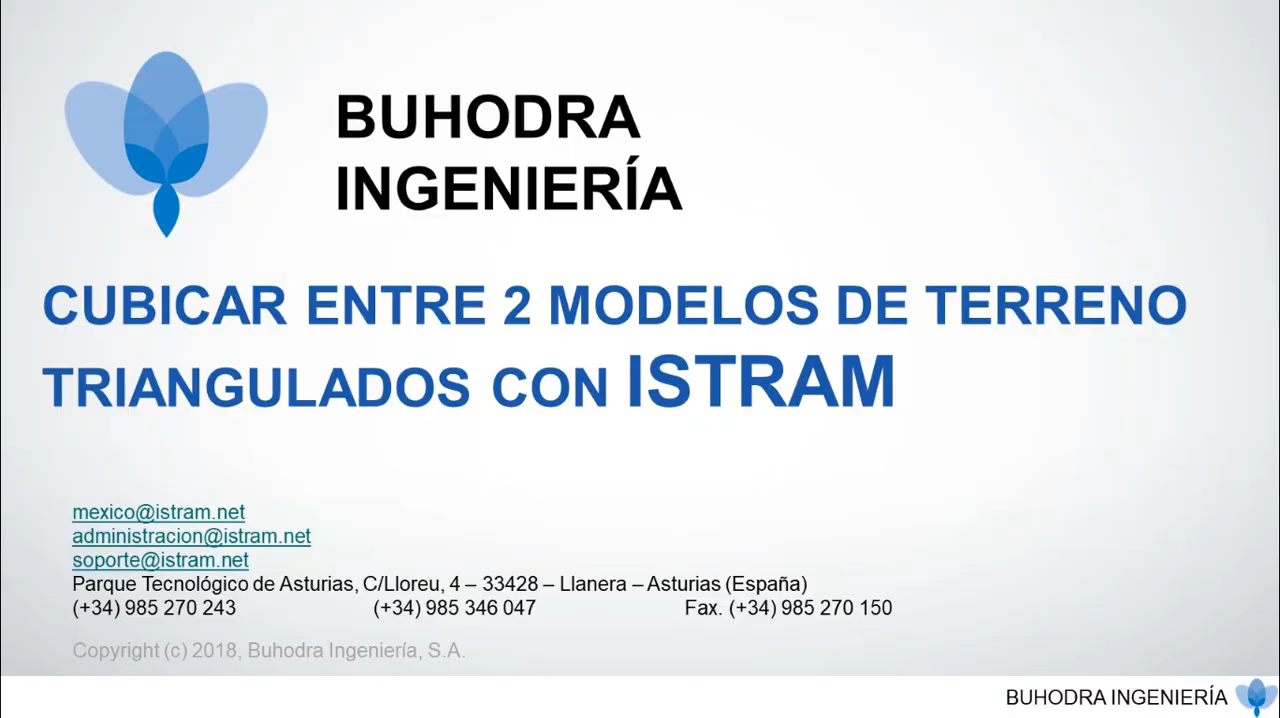 BUHODRA
INGENIERÍA
CUBICAR ENTRE 2 MODELOS DE TERRENO
TRIANGULADOS CON ISTRAM
mexico@istram.net
administracion@istram.net
soporte@istram.net
Parque Tecnológico de Asturias, C/Lloreu, 4 – 33428 – Llanera – Asturias (España)
(+34) 985 270 243 (+34) 985 346 047 Fax. (+34) 985 270 150
Copyright (c) 2018, Buhodra Ingeniería, S.A.
BUHODRA INGENIERÍA